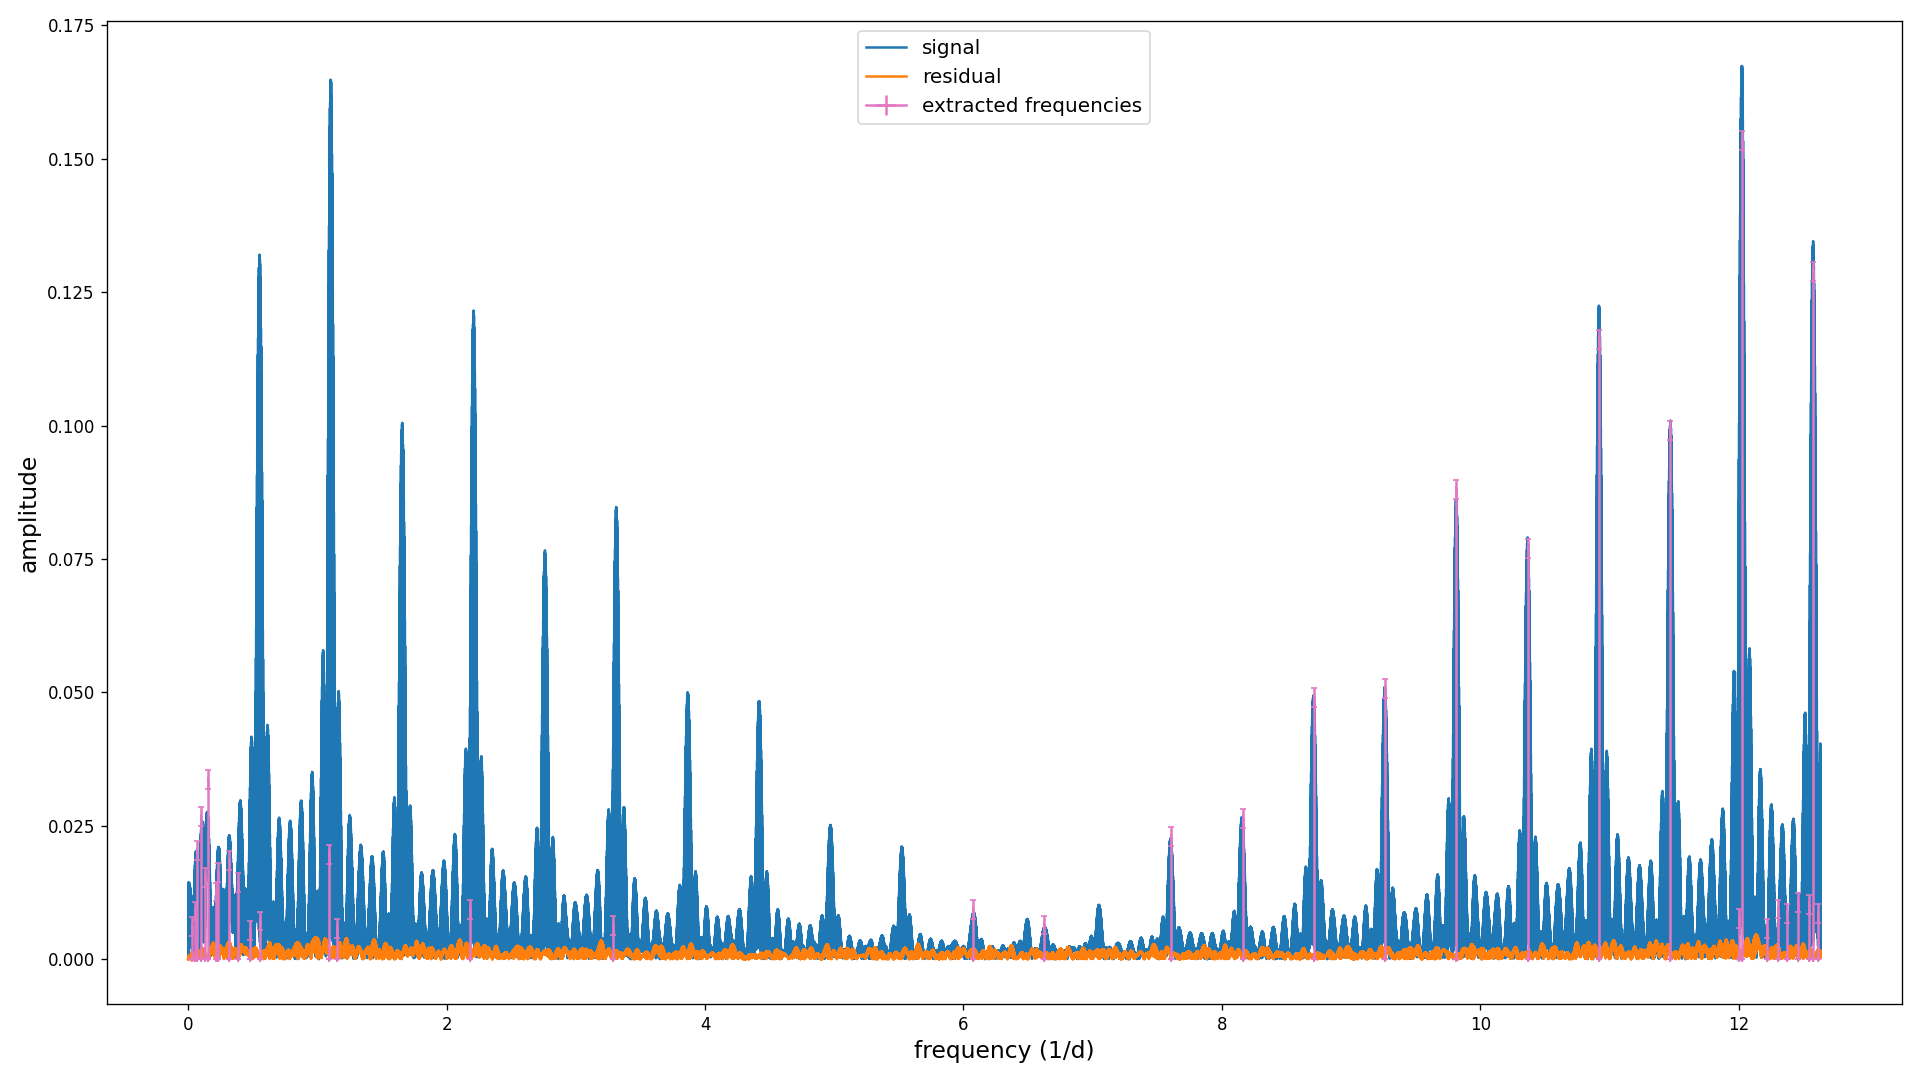 signal
residual
extracted frequencies
amplitude
0.175
0.150
0.125
0.100
0.075
0.050
0.025
0.000
0 2 4 6 8 10 12
frequency (1/d)